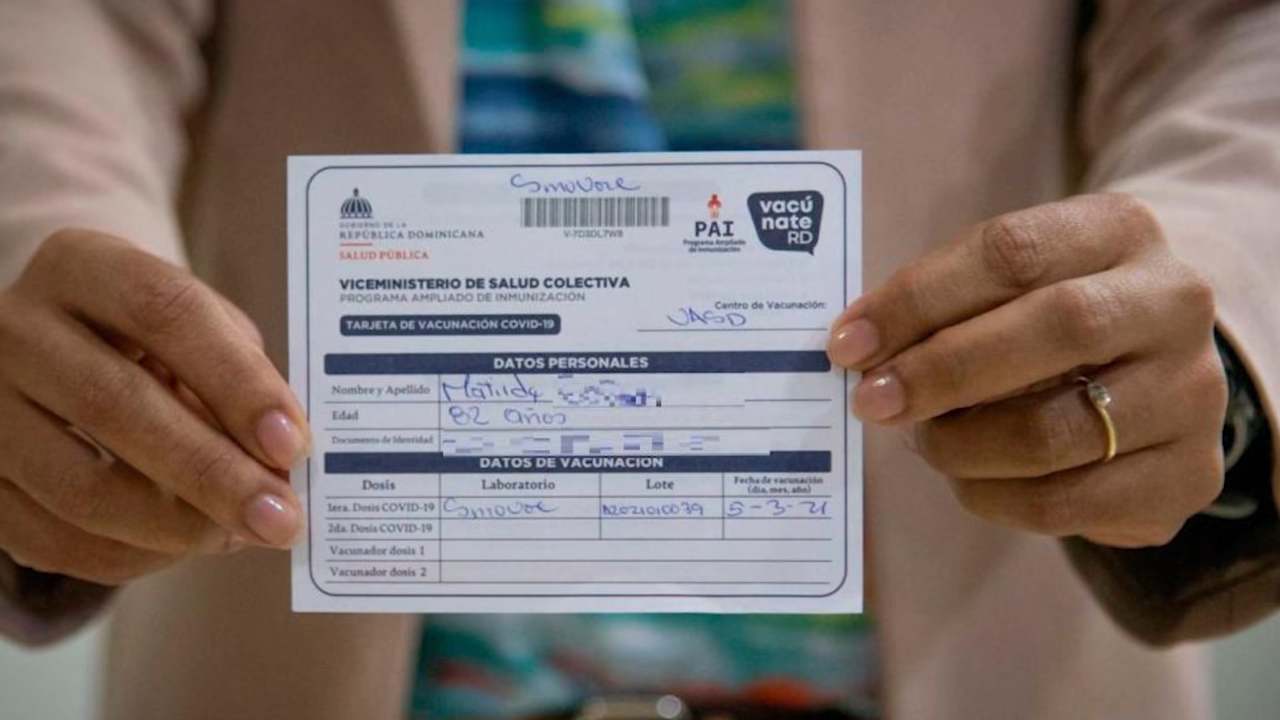 Sinovac
GOBIERNO DE LA
REPÚBLICA DOMINICANA
SALUD PÚBLICA
V-7D3DL7W8
PAI
Programa Ampliado
de Inmunización
vacú
nate
RD
VICEMINISTERIO DE SALUD COLECTIVA
PROGRAMA AMPLIADO DE INMUNIZACIÓN
Centro de Vacunación:
UASD
TARJETA DE VACUNACIÓN COVID-19
DATOS PERSONALES
Nombre y Apellido Matilda
Edad 82 años
Documento de Identidad
DATOS DE VACUNACIÓN
Dosis Laboratorio Lote Fecha de vacunación
(día, mes, año)
1era. Dosis COVID-19 Sinovac A2021010079 5-3-21
2da. Dosis COVID-19
Vacunador dosis 1
Vacunador dosis 2